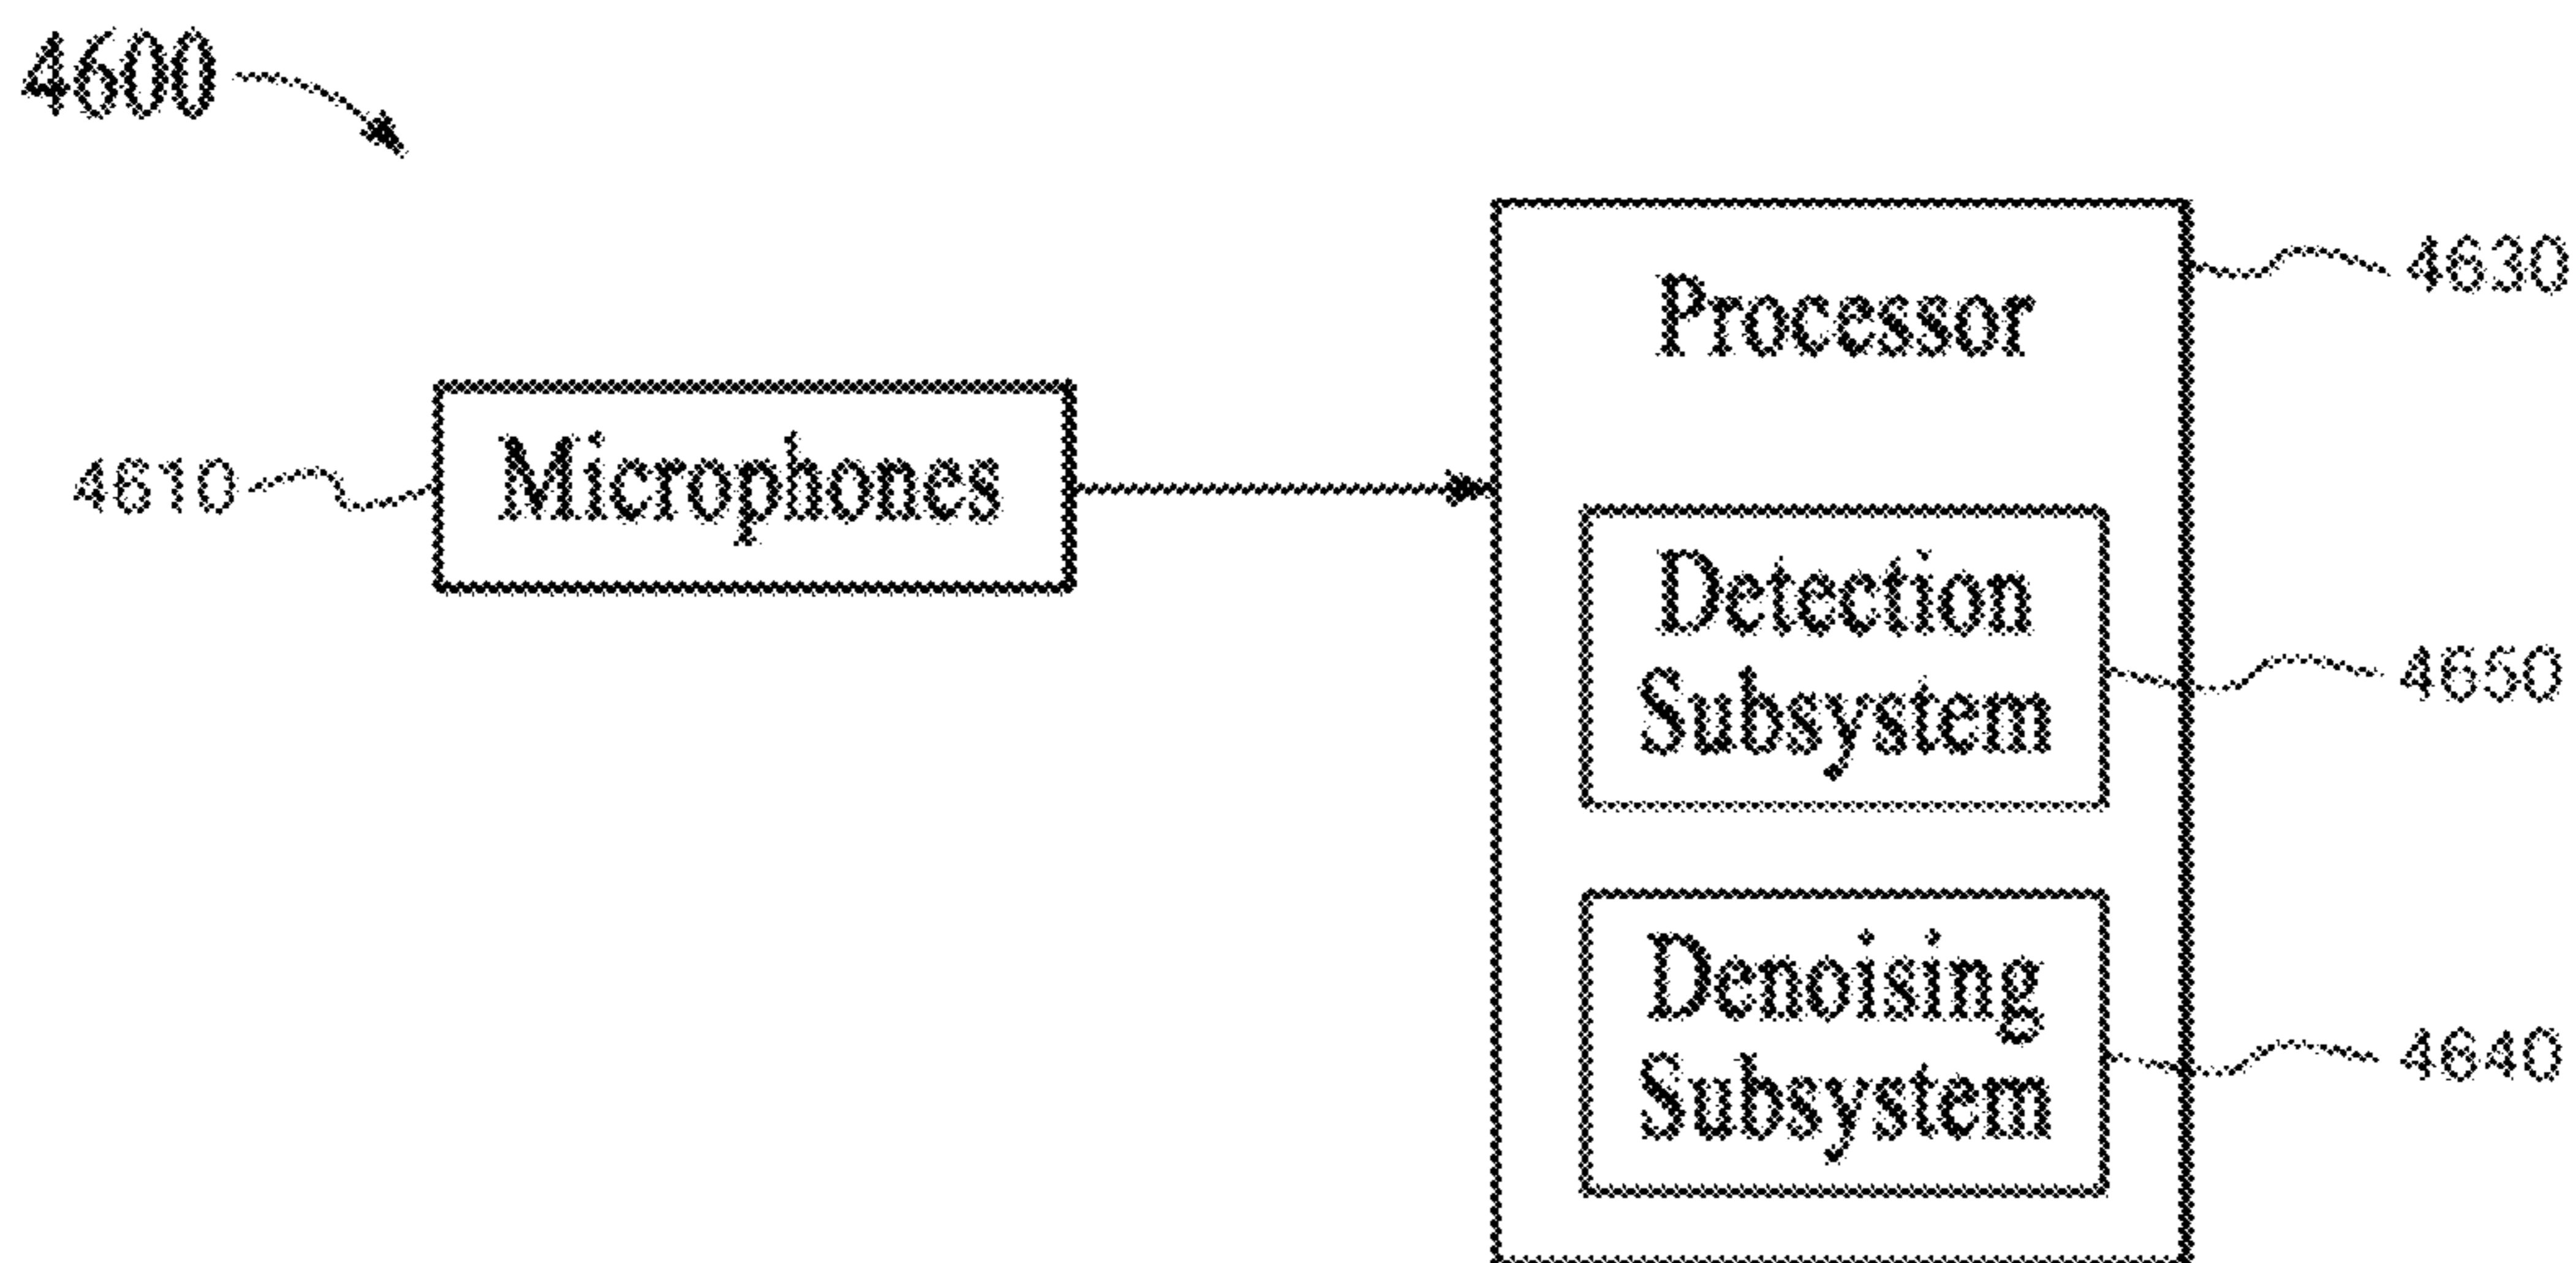 4600
Processor
4630
4610
Microphones
Detection
Subsystem
4650
Denoising
Subsystem
4640